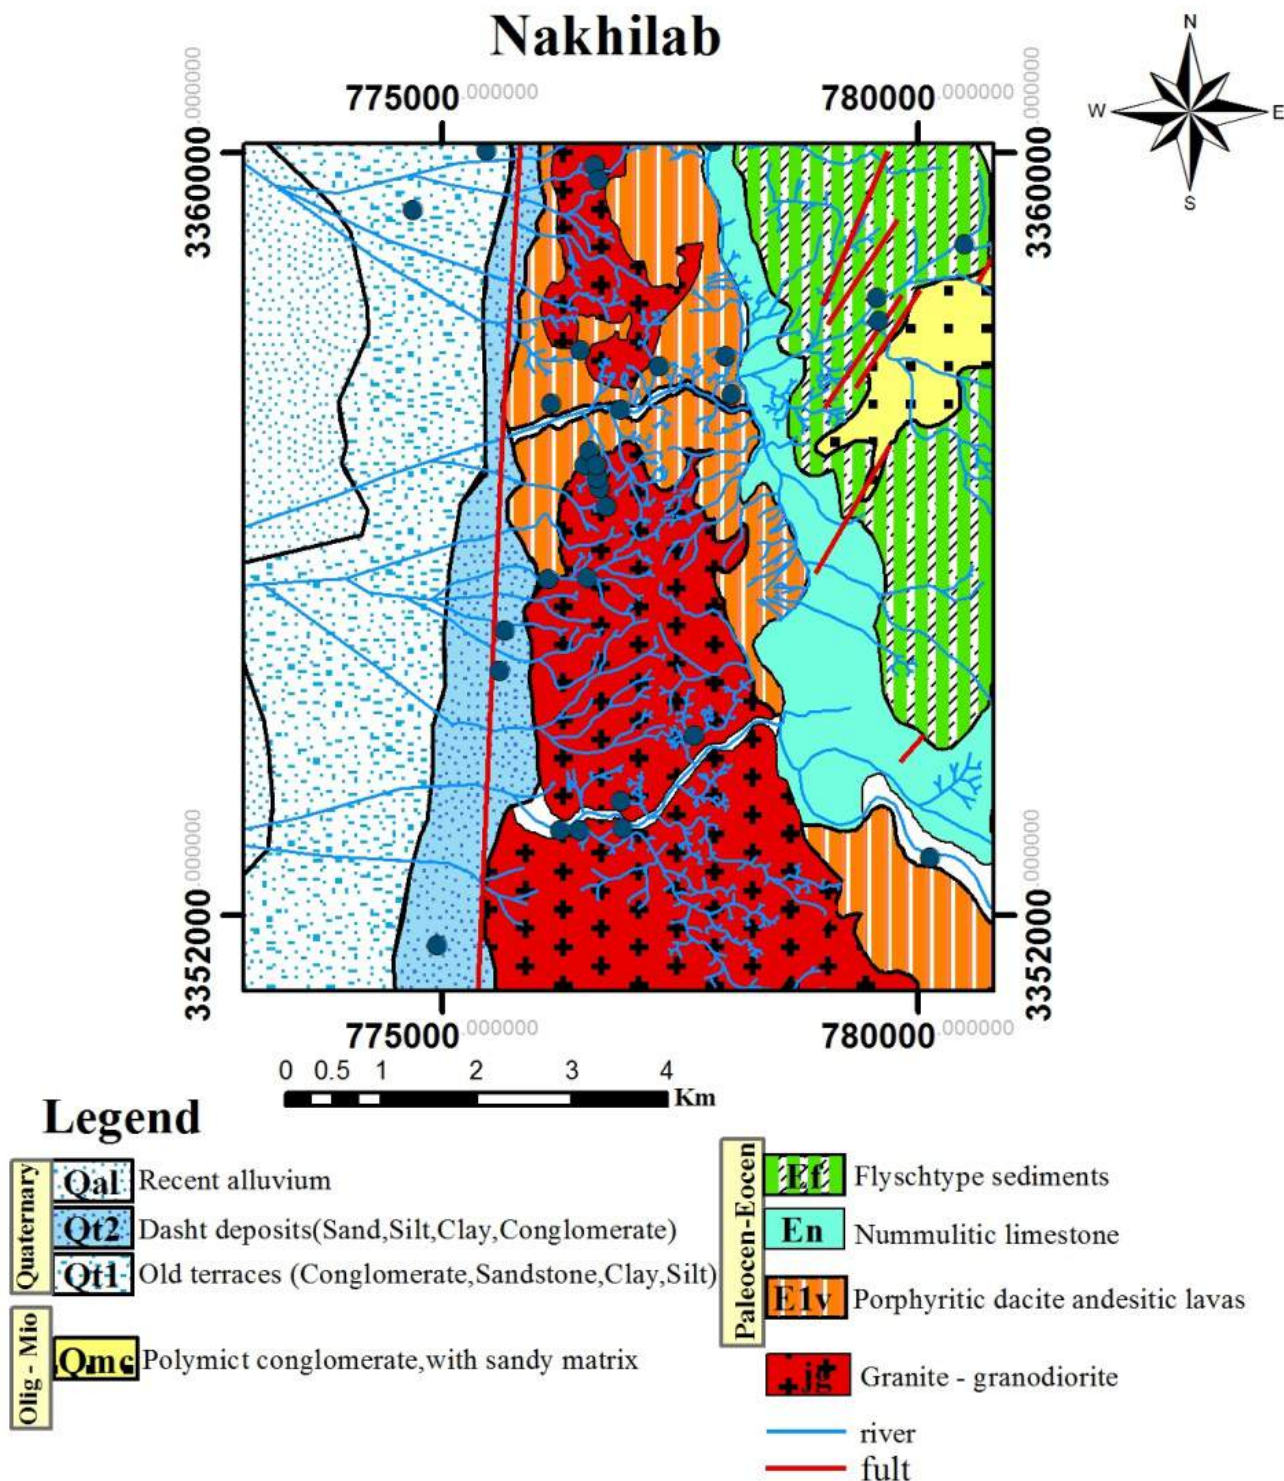 Nakhilab
N
W E
S
775000.000000 780000.000000
3360000.000000 3360000.000000
3352000.000000 3352000.000000
775000.000000 780000.000000
0 0.5 1 2 3 4
Km
Legend
Quaternary
Qal Recent alluvium
Qt2 Dasht deposits(Sand,Silt,Clay,Conglomerate)
Qt1 Old terraces (Conglomerate,Sandstone,Clay,Silt)
Olig - Mio
Qmc Polymict conglomerate,with sandy matrix
Paleocen-Eocen
Ef Flyschtype sediments
En Nummulitic limestone
E1v Porphyritic dacite andesitic lavas
jg Granite - granodiorite
river
fult